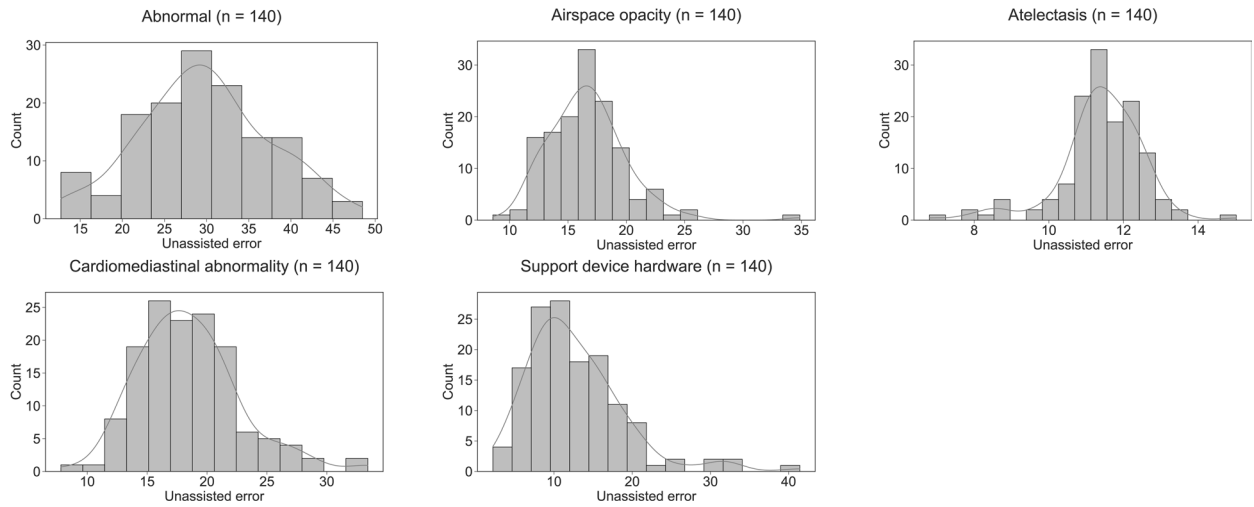 Abnormal (n = 140)
30
20
10
0
Count
15 20 25 30 35 40 45 50
Unassisted error
Airspace opacity (n = 140)
30
20
10
0
Count
10 15 20 25 30 35
Unassisted error
Atelectasis (n = 140)
30
20
10
0
Count
8 10 12 14
Unassisted error
Cardiomediastinal abnormality (n = 140)
25
20
15
10
5
0
Count
10 15 20 25 30
Unassisted error
Support device hardware (n = 140)
25
20
15
10
5
0
Count
10 20 30 40
Unassisted error